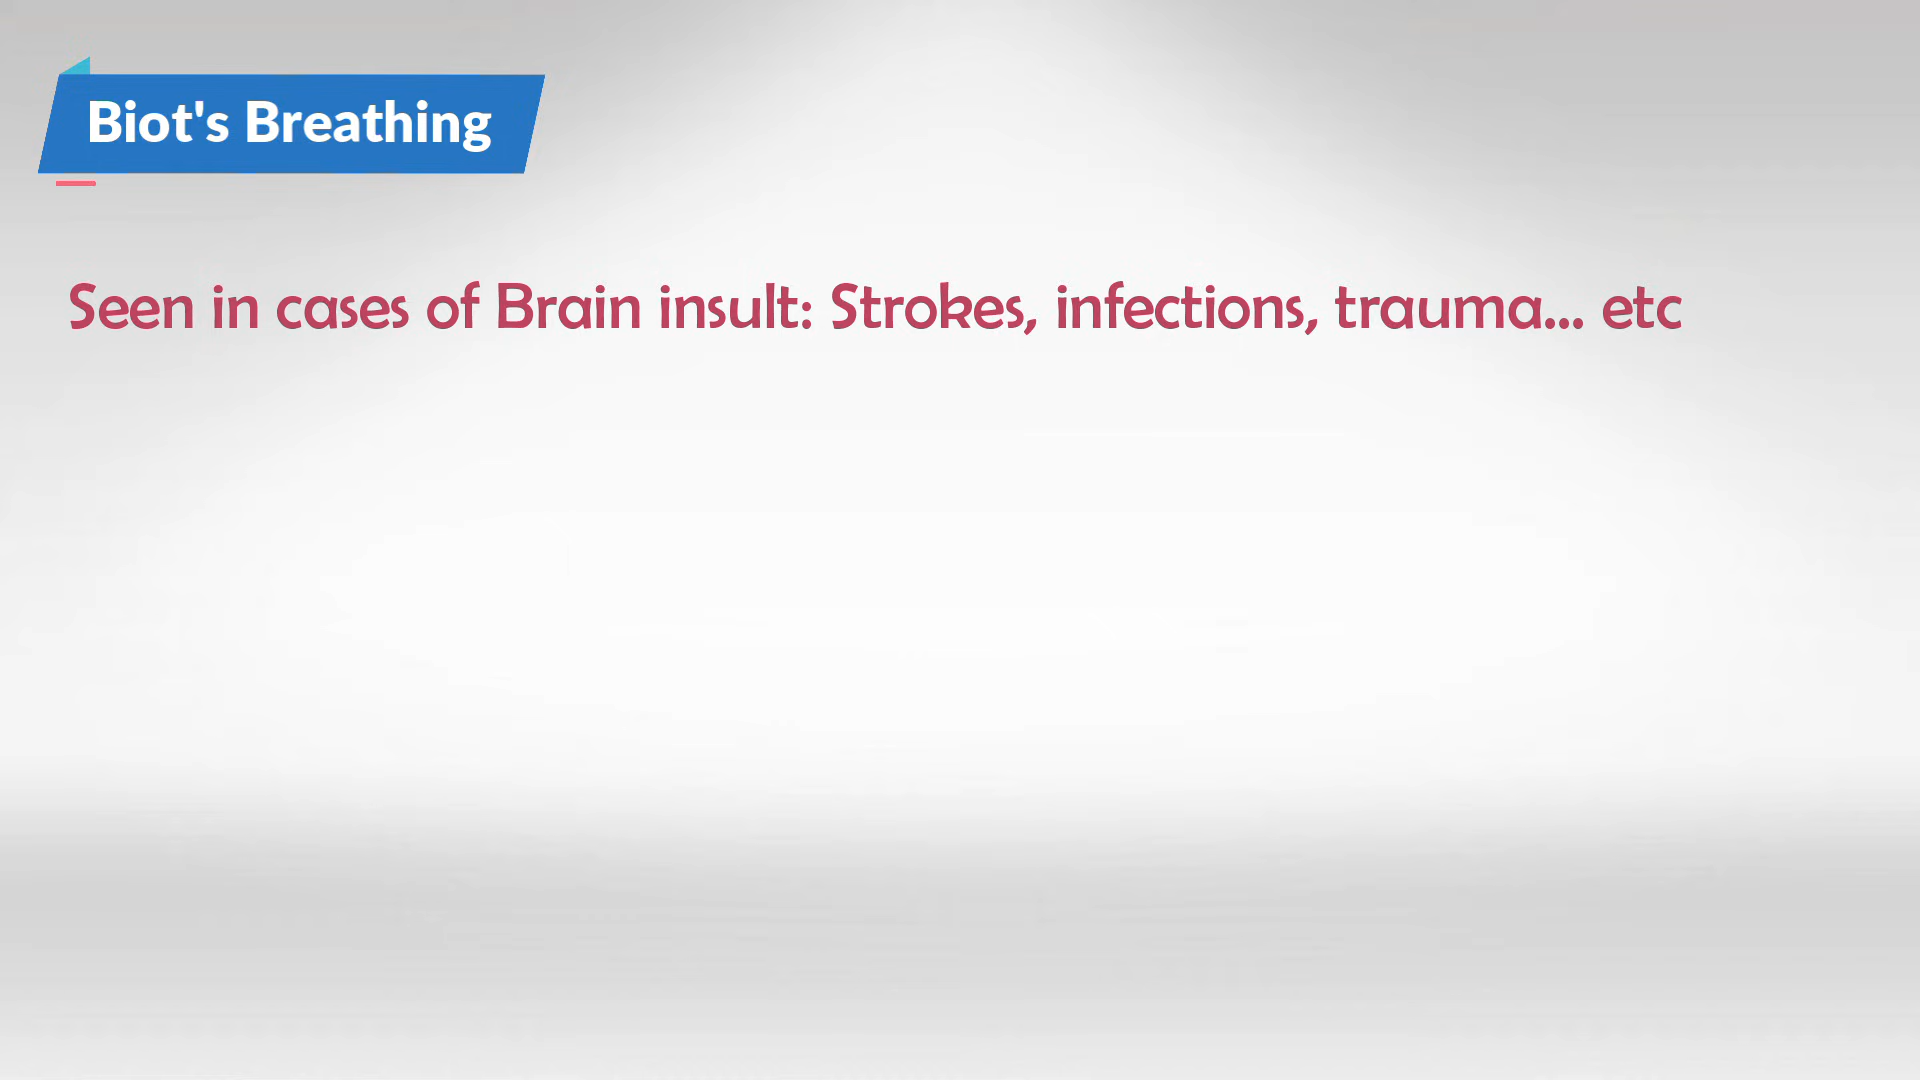 Biot's Breathing
Seen in cases of Brain insult: Strokes, infections, trauma... etc